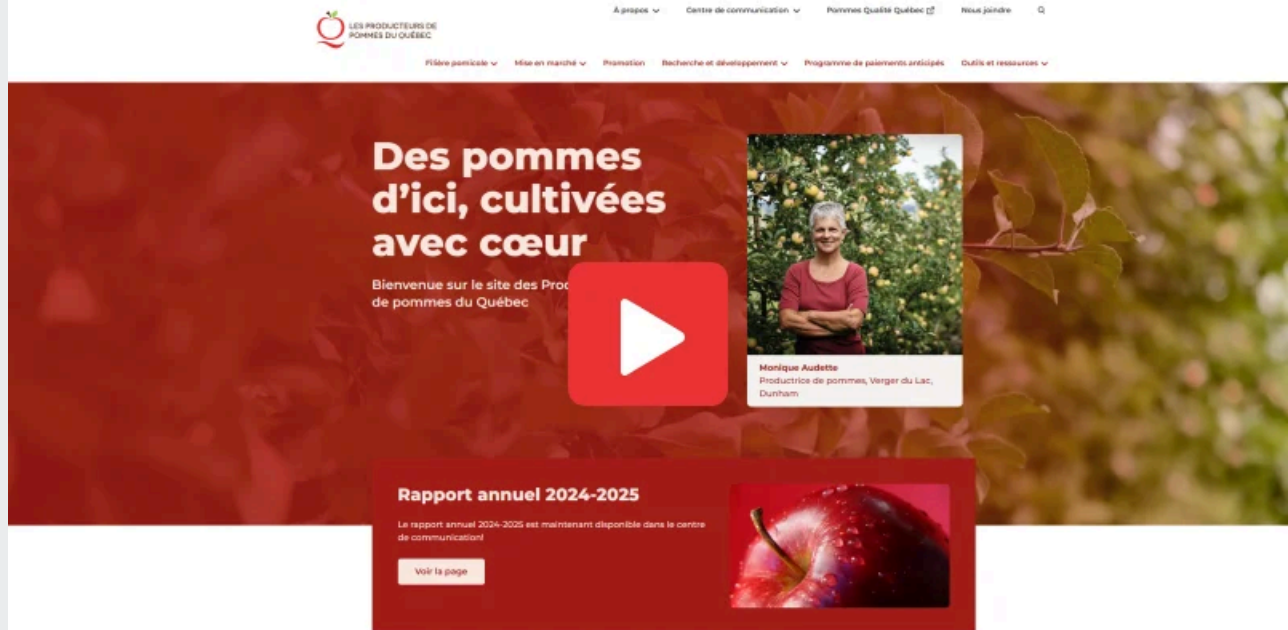 À propos
Centre de communication
Pommes Qualité Québec
Nous joindre
LES PRODUCTEURS DE
POMMES DU QUÉBEC
Filière pomicole
Mise en marché
Promotion
Recherche et développement
Programme de paiements anticipés
Outils et ressources
Des pommes
d'ici, cultivées
avec cœur
Bienvenue sur le site des Proc
de pommes du Québec
Monique Audette
Productrice de pommes, Verger du Lac,
Dunham
Rapport annuel 2024-2025
Le rapport annuel 2024-2025 est maintenant disponible dans le centre
de communication!
Voir la page